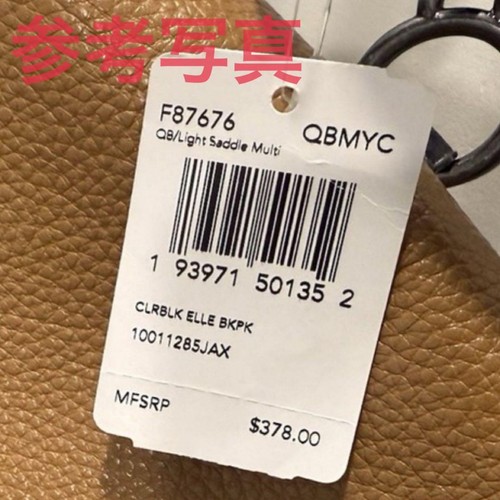 参考写真
F87676 QBMYC
QB/Light Saddle Multi
1 93971 50135 2
CLRBLK ELLE BKPK
10011285JAX
MFSRP $378.00